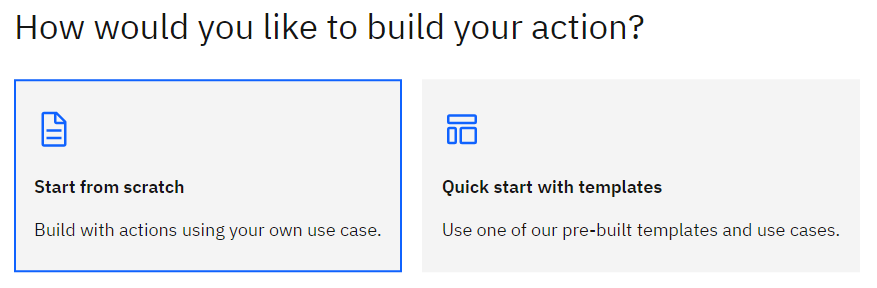 How would you like to build your action?
Start from scratch
Build with actions using your own use case.
Quick start with templates
Use one of our pre-built templates and use cases.